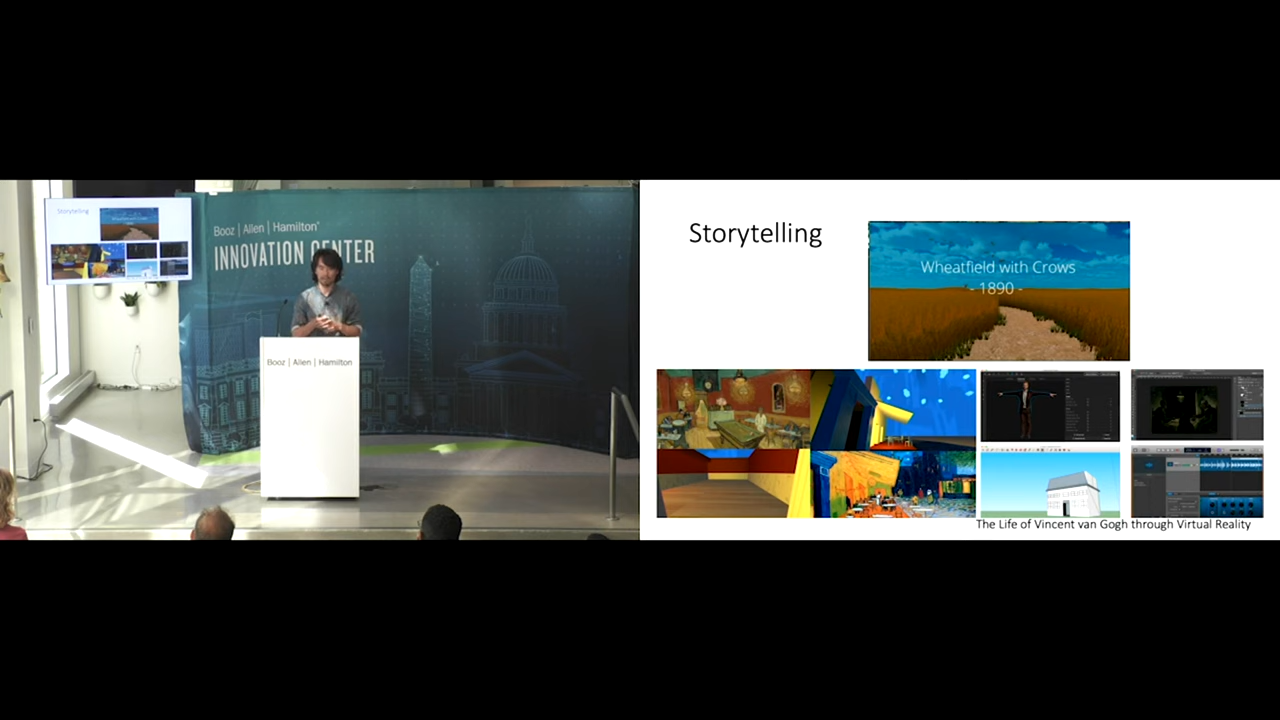 Storytelling
Booz | Allen | Hamilton®
INNOVATION CENTER
Booz | Allen | Hamilton
Storytelling
Wheatfield with Crows
- 1890 -
The Life of Vincent van Gogh through Virtual Reality